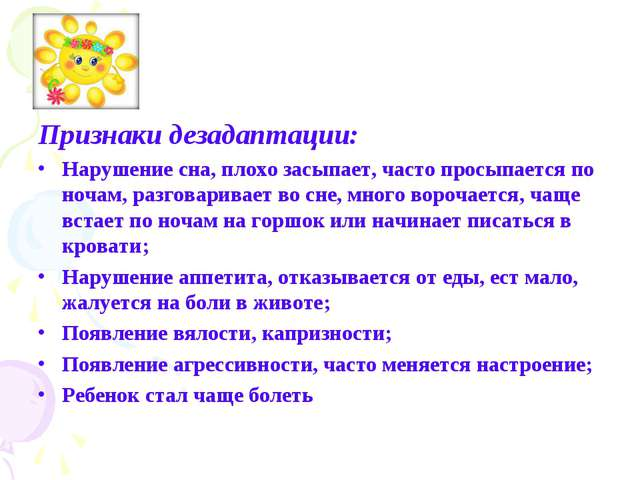 Признаки дезадаптации:
• Нарушение сна, плохо засыпает, часто просыпается по
ночам, разговаривает во сне, много ворочается, чаще
встает по ночам на горшок или начинает писаться в
кровати;
• Нарушение аппетита, отказывается от еды, ест мало,
жалуется на боли в животе;
• Появление вялости, капризности;
• Появление агрессивности, часто меняется настроение;
• Ребенок стал чаще болеть